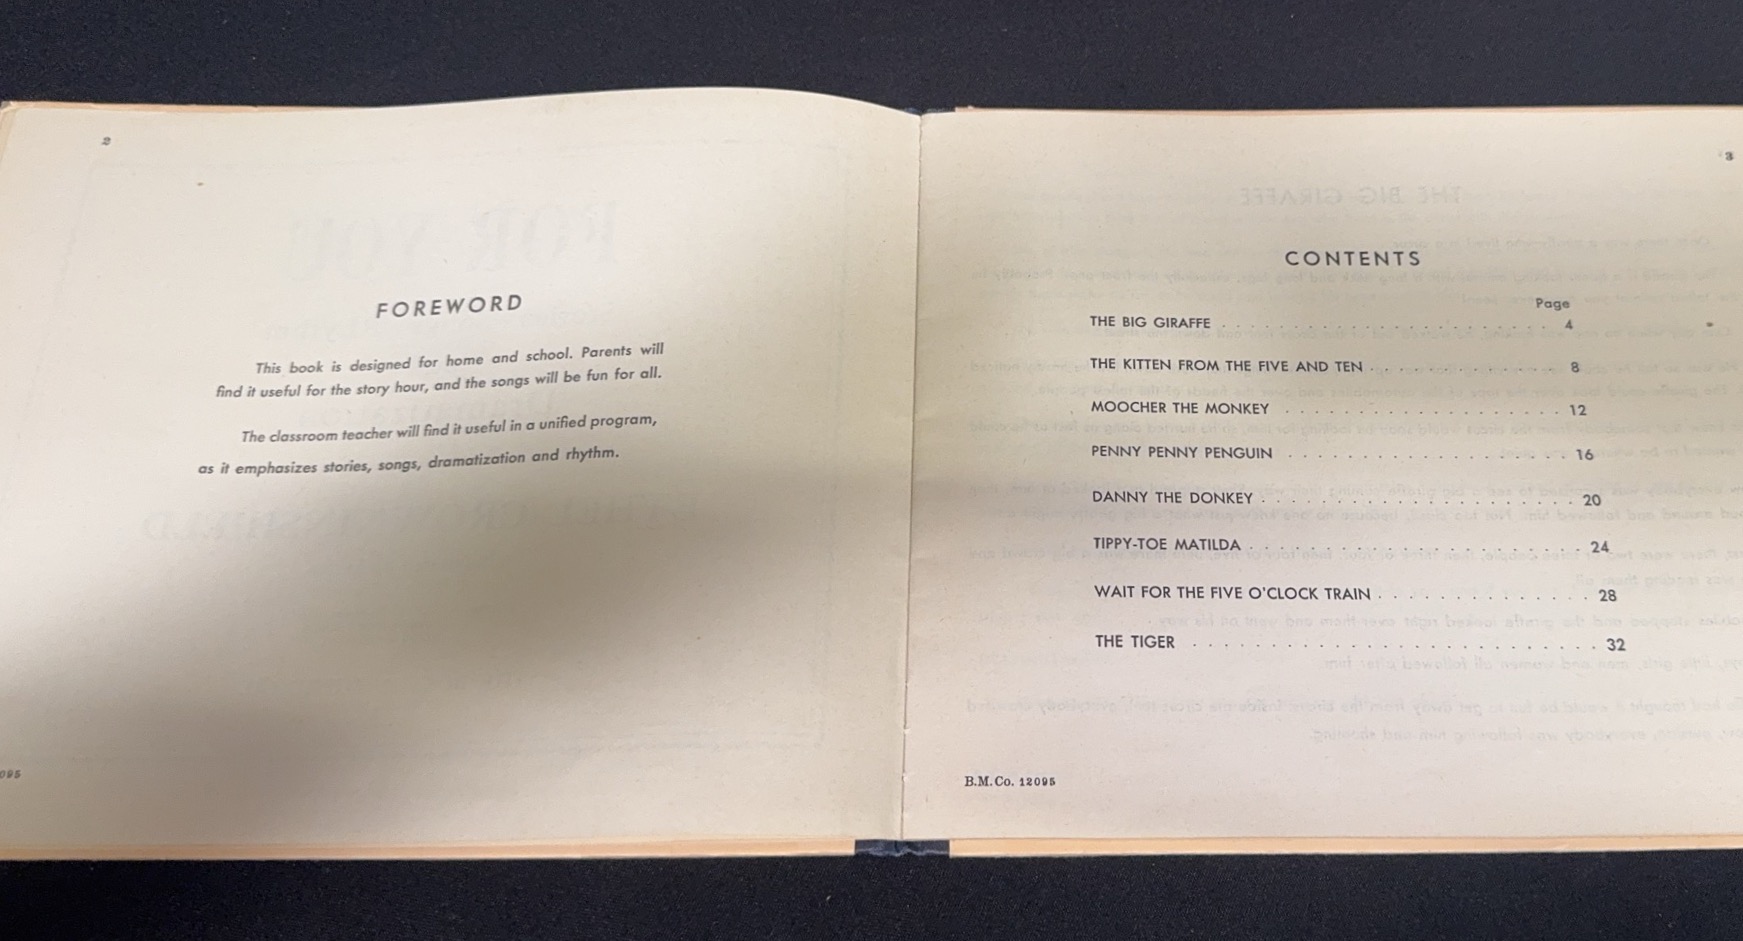 2
FOREWORD
This book is designed for home and school. Parents will
find it useful for the story hour, and the songs will be fun for all.
The classroom teacher will find it useful in a unified program,
as it emphasizes stories, songs, dramatization and rhythm.
095
3
CONTENTS
Page
THE BIG GIRAFFE . . . . . . . . . . . . . . . . . . . . . . . 4
THE KITTEN FROM THE FIVE AND TEN . . . . . . . . . . . . 8
MOOCHER THE MONKEY . . . . . . . . . . . . . . . . . . 12
PENNY PENNY PENGUIN . . . . . . . . . . . . . . . . . . 16
DANNY THE DONKEY . . . . . . . . . . . . . . . . . . . . 20
TIPPY-TOE MATILDA . . . . . . . . . . . . . . . . . . . . . 24
WAIT FOR THE FIVE O'CLOCK TRAIN . . . . . . . . . . . . . 28
THE TIGER . . . . . . . . . . . . . . . . . . . . . . . . . 32
B.M.Co. 12095